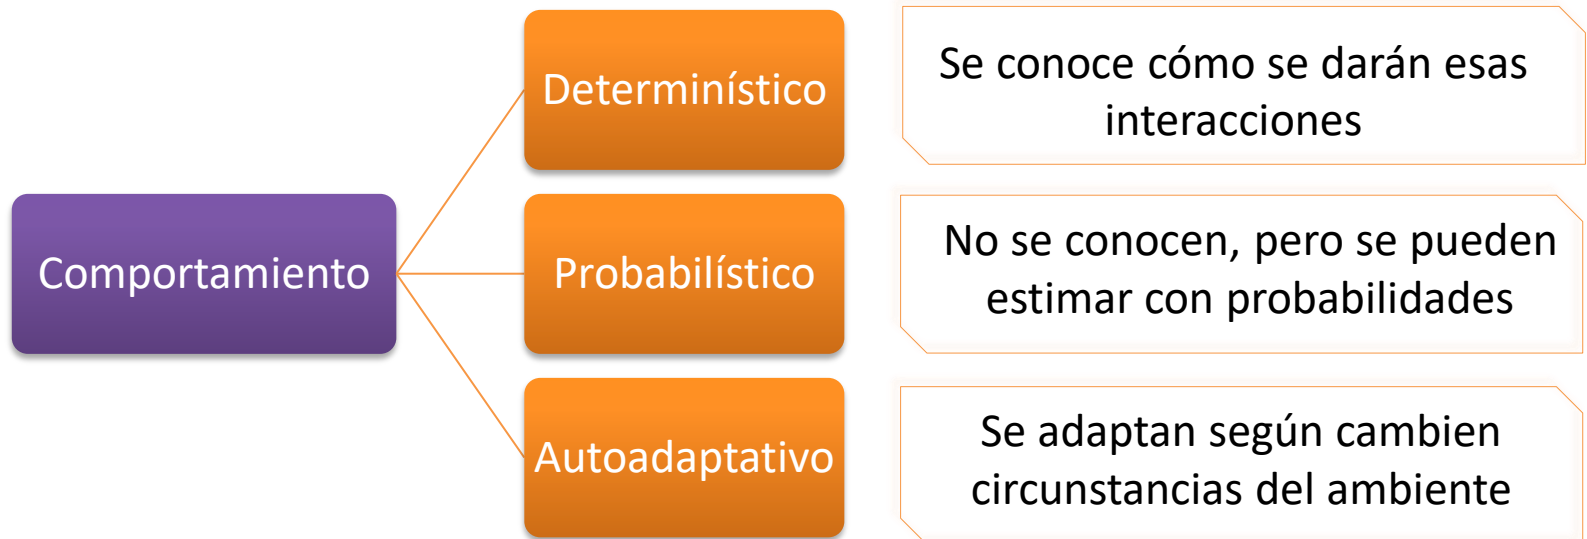 Comportamiento
Determinístico
Se conoce cómo se darán esas
interacciones
Probabilístico
No se conocen, pero se pueden
estimar con probabilidades
Autoadaptativo
Se adaptan según cambien
circunstancias del ambiente